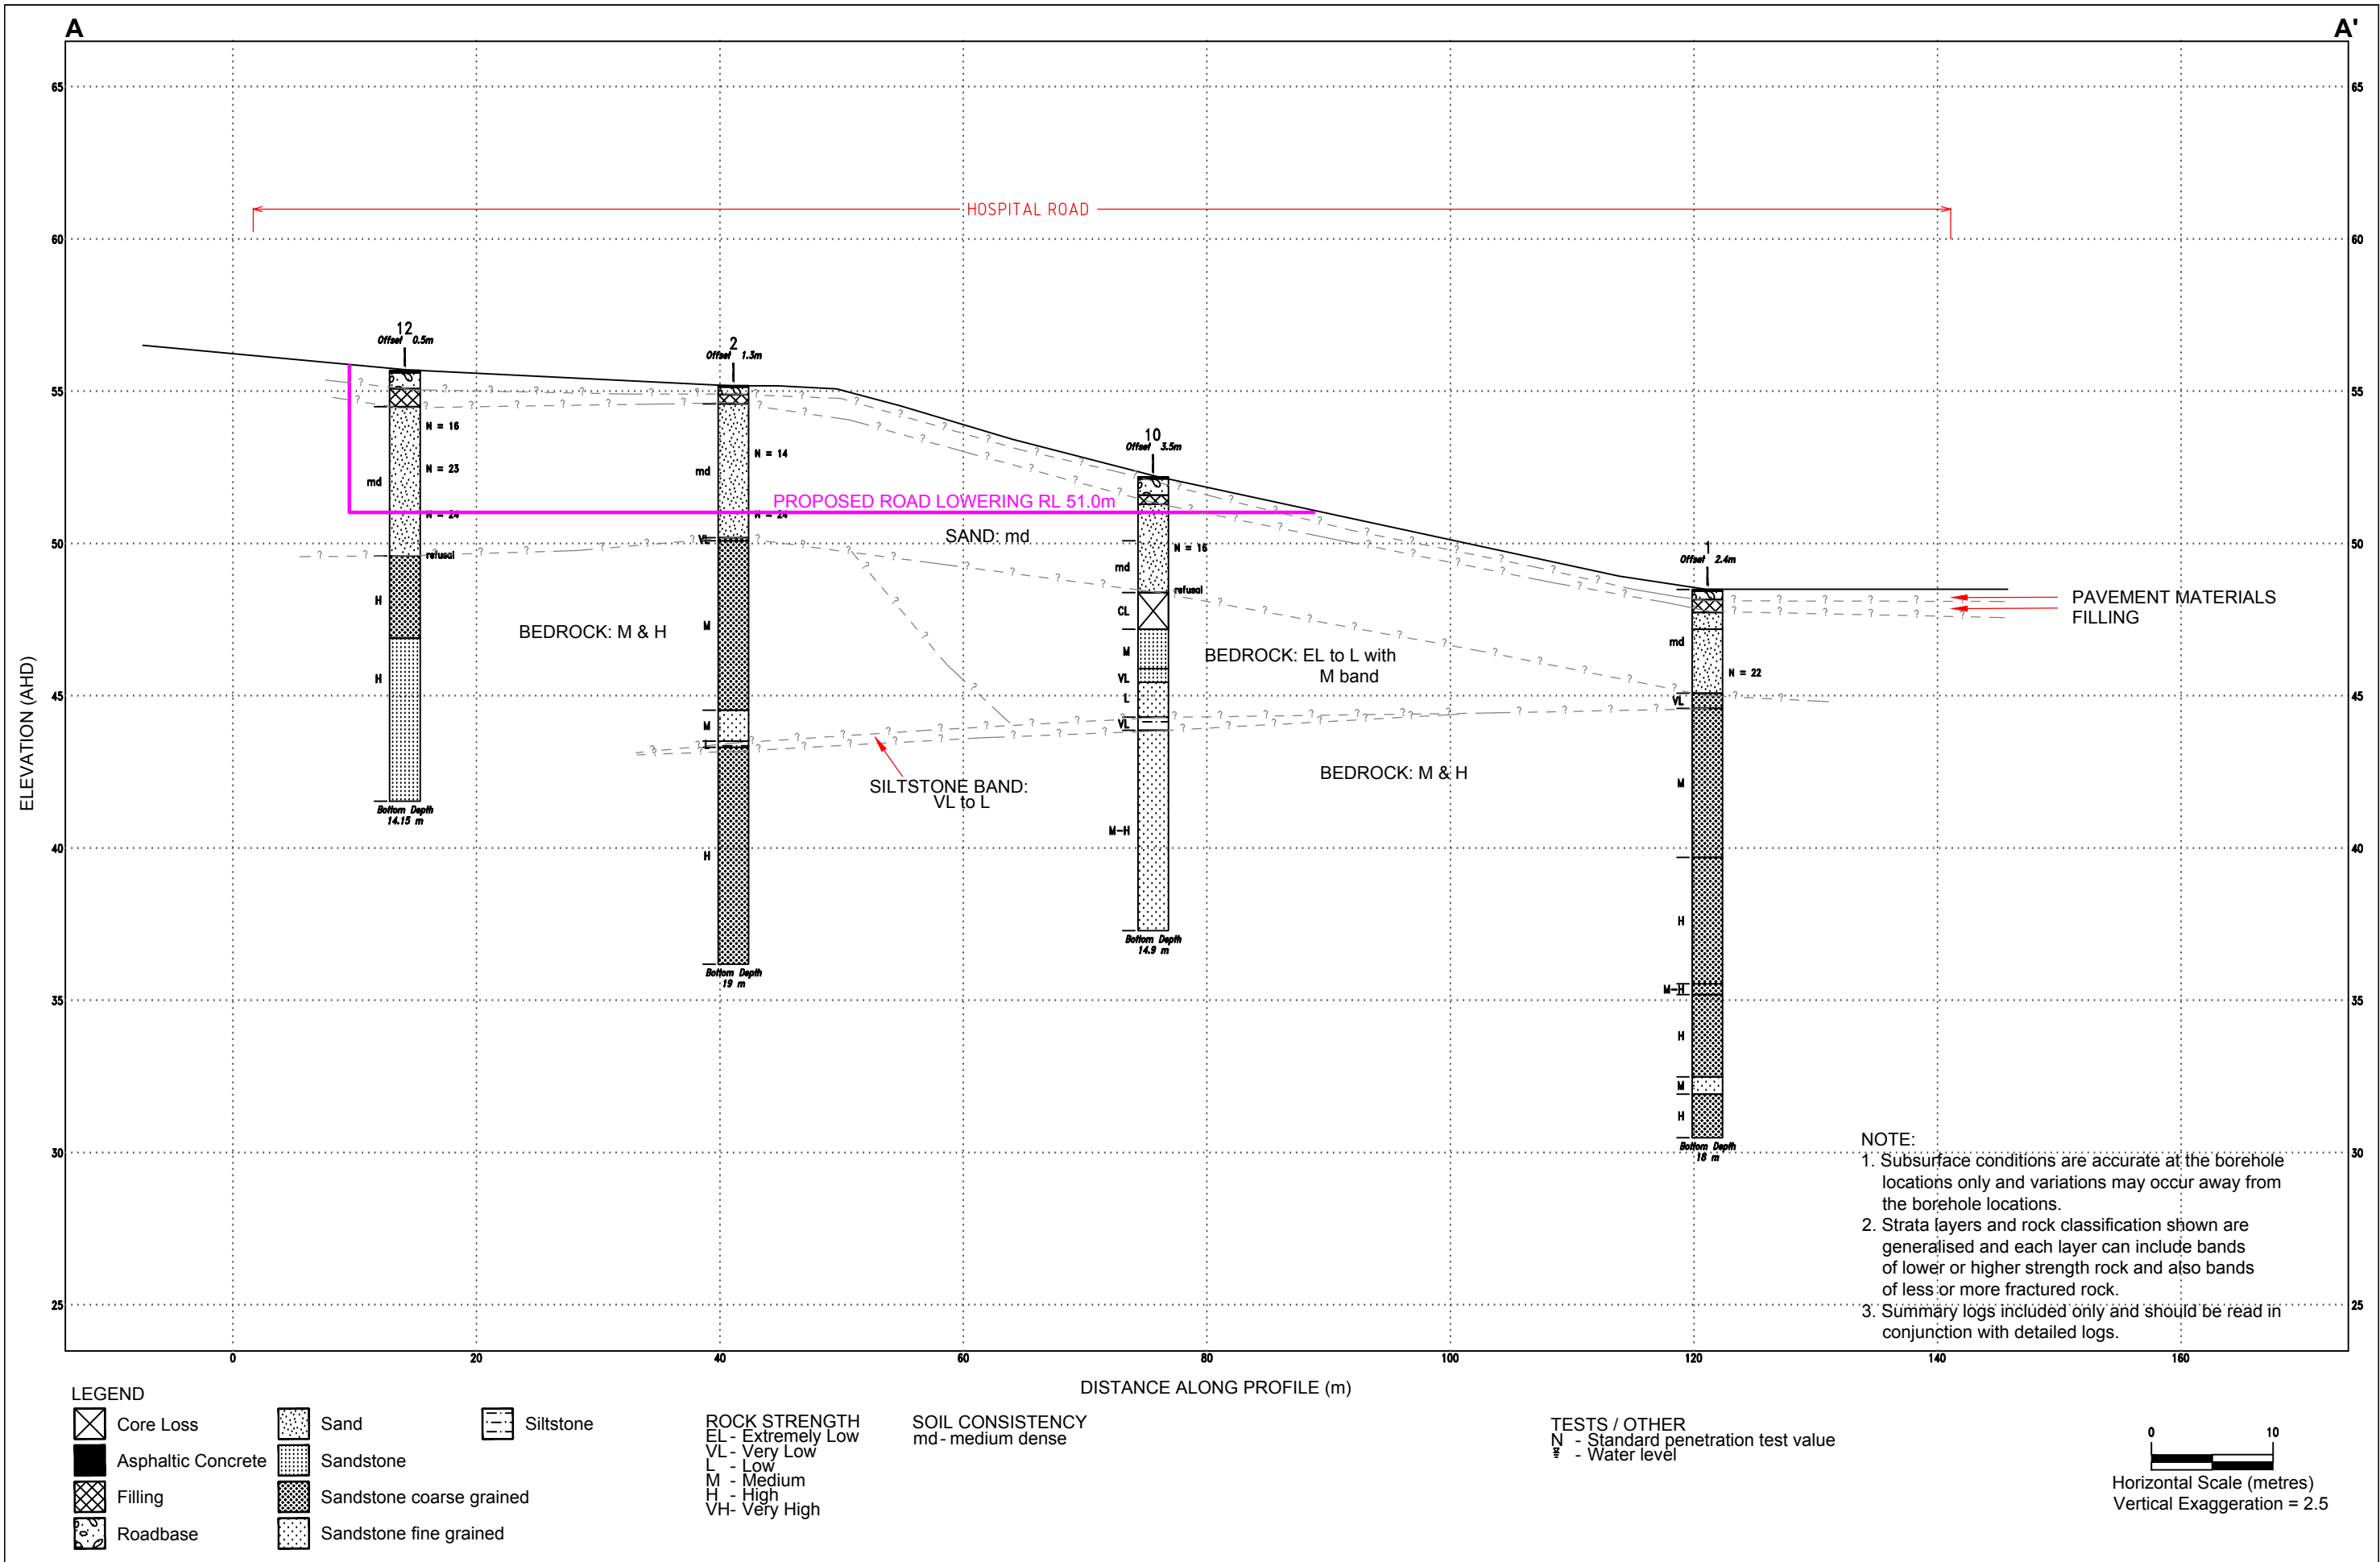 A
A'
65
65
HOSPITAL ROAD
60
60
12
Offset 0.5m
2
Offset 1.3m
55
55
N = 16
10
Offset 3.5m
N = 14
N = 23
md
md
PROPOSED ROAD LOWERING RL 51.0m
N = 24
N = 24
SAND: md
50
50
VL
refusal
N = 16
1
Offset 2.4m
md
refusal
H
CL
PAVEMENT MATERIALS
FILLING
BEDROCK: M & H
M
md
M
BEDROCK: EL to L with
M band
H
VL
N = 22
L
45
45
VL
M
VL
L
ELEVATION (AHD)
BEDROCK: M & H
SILTSTONE BAND:
VL to L
M
Bottom Depth
14.15 m
M-H
H
40
40
H
Bottom Depth
14.9 m
Bottom Depth
19 m
35
35
M-H
H
M
H
Bottom Depth
18 m
30
30
NOTE:
1. Subsurface conditions are accurate at the borehole
locations only and variations may occur away from
the borehole locations.
2. Strata layers and rock classification shown are
generalised and each layer can include bands
of lower or higher strength rock and also bands
of less or more fractured rock.
3. Summary logs included only and should be read in
conjunction with detailed logs.
25
25
0
20
40
60
80
100
120
140
160
DISTANCE ALONG PROFILE (m)
LEGEND
Core Loss
Asphaltic Concrete
Filling
Roadbase
Sand
Sandstone
Sandstone coarse grained
Sandstone fine grained
Siltstone
ROCK STRENGTH
EL - Extremely Low
VL - Very Low
L - Low
M - Medium
H - High
VH- Very High
SOIL CONSISTENCY
md - medium dense
TESTS / OTHER
N - Standard penetration test value
- Water level
0
10
Horizontal Scale (metres)
Vertical Exaggeration = 2.5